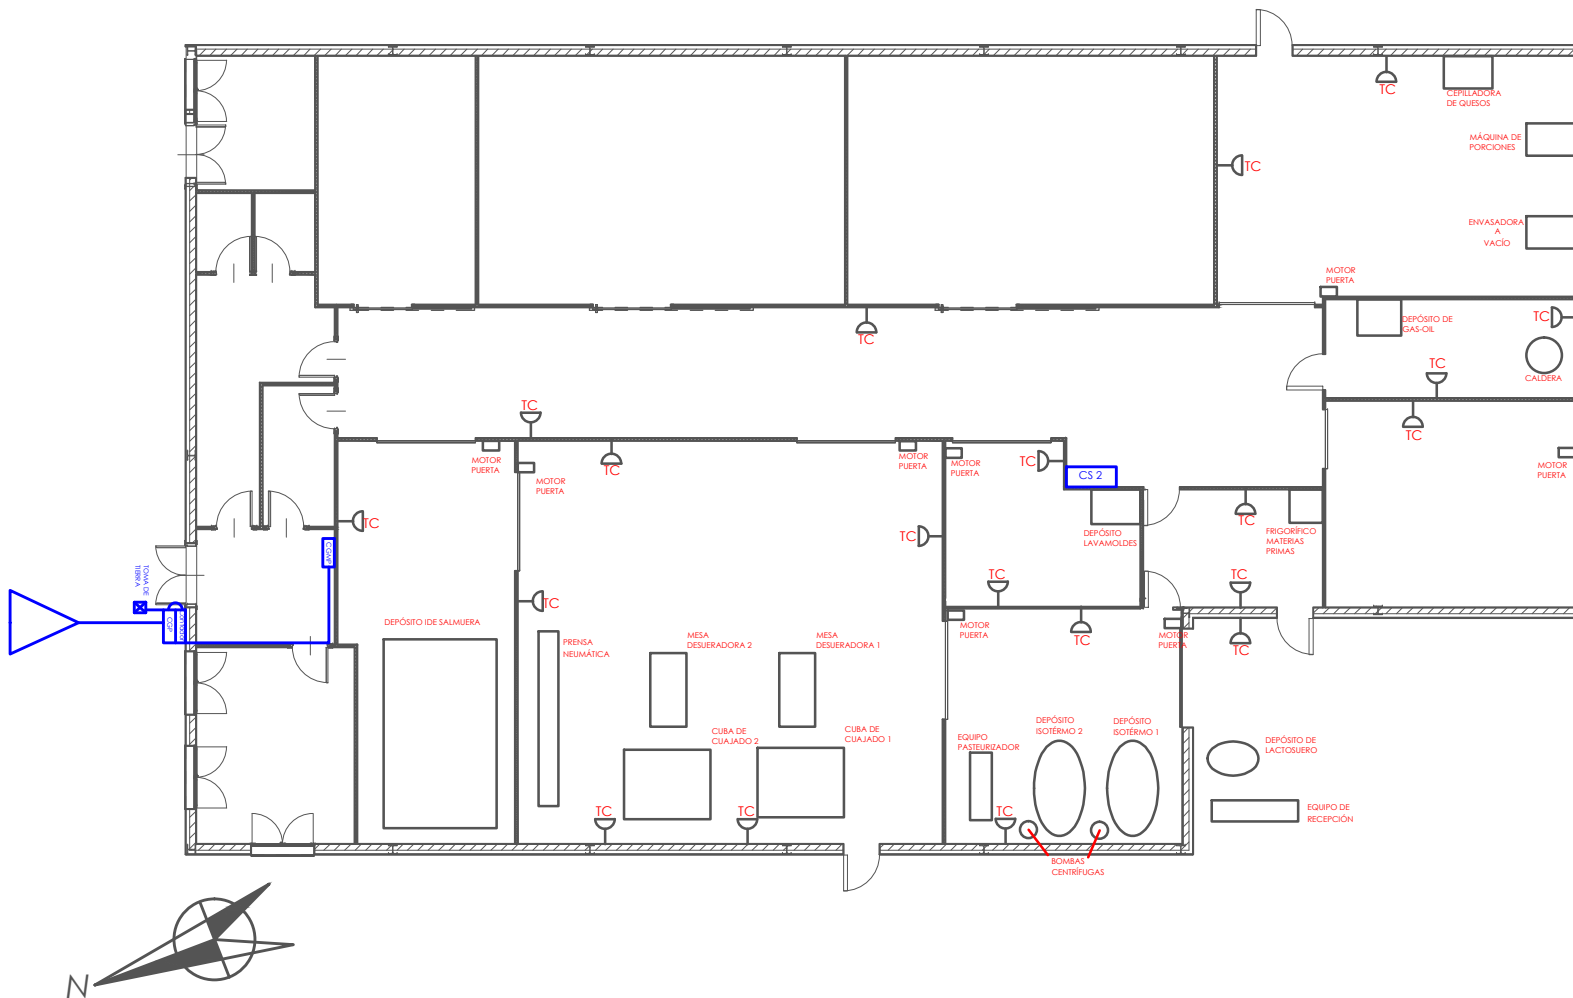 TC
CEPILLADORA
DE QUESOS
MÁQUINA DE
PORCIONES
TC
ENVASADORA
A
VACÍO
MOTOR
PUERTA
DEPÓSITO DE
GAS-OIL
TC
TC
TC
CALDERA
TC
TC
MOTOR
PUERTA
MOTOR
PUERTA
MOTOR
PUERTA
TC
MOTOR
PUERTA
TC
CS 2
MOTOR
PUERTA
TC
TC
DEPÓSITO
LAVAMOLDES
TC
FRIGORÍFICO
MATERIAS
PRIMAS
TC
CGMP
TOMA DE
TIERRA
TC
TC
TC
CGP
DEPÓSITO IDE SALMUERA
PRENSA
NEUMÁTICA
MESA
DESUERADORA 2
MESA
DESUERADORA 1
MOTOR
PUERTA
TC
MOTOR
PUERTA
TC
CUBA DE
CUAJADO 2
CUBA DE
CUAJADO 1
EQUIPO
PASTEURIZADOR
DEPÓSITO
ISOTÉRMO 2
DEPÓSITO
ISOTÉRMO 1
DEPÓSITO DE
LACTOSUERO
TC
TC
TC
EQUIPO DE
RECEPCIÓN
BOMBAS
CENTRÍFUGAS
N